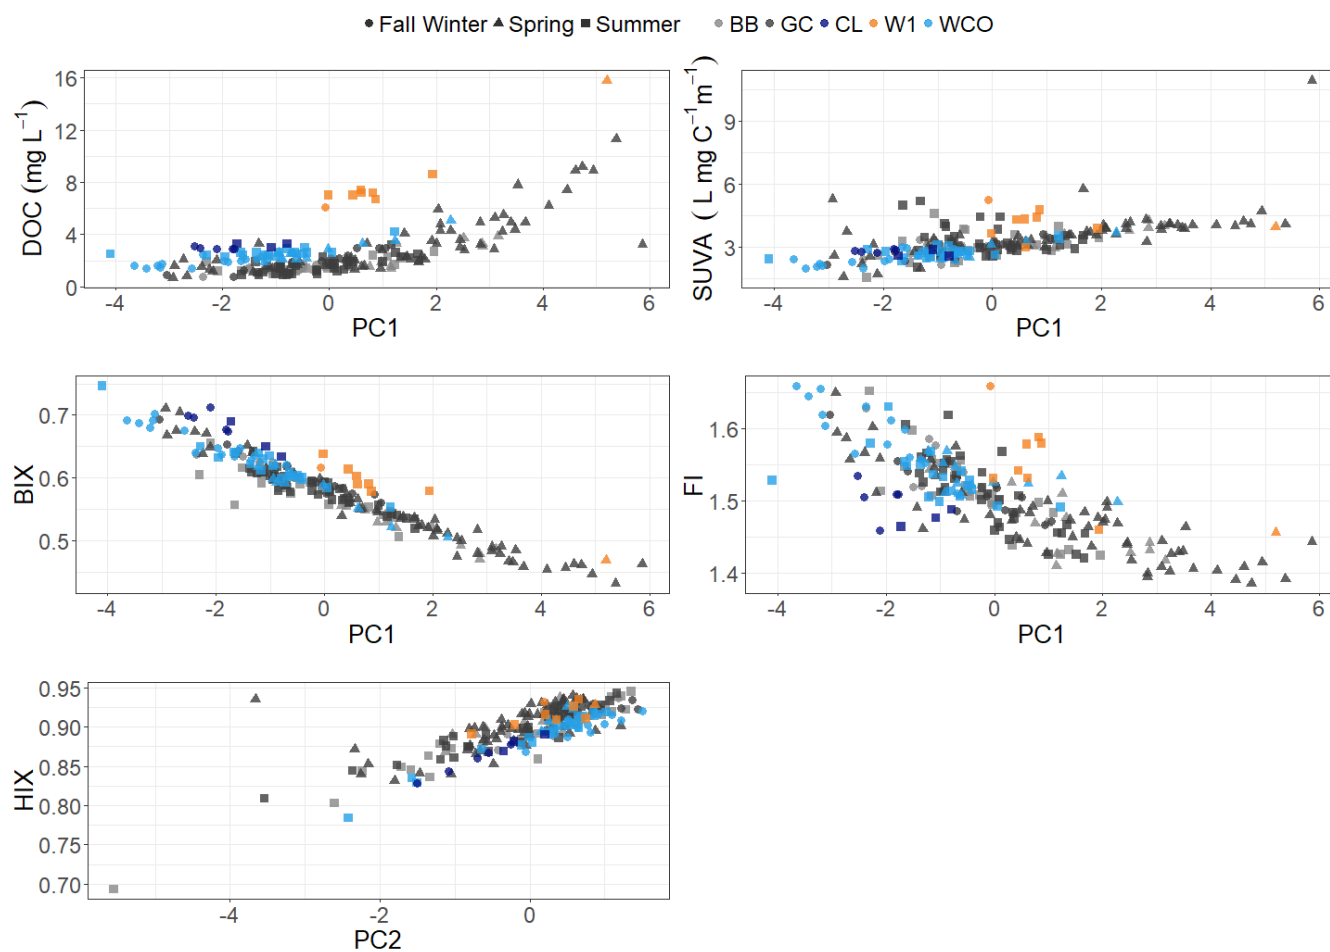 Fall Winter Spring Summer BB GC CL W1 WCO
DOC (mg L⁻¹)
16
12
8
4
0
-4 -2 0 2 4 6
PC1
SUVA ( L mg C⁻¹m⁻¹)
9
6
3
-4 -2 0 2 4 6
PC1
BIX
0.7
0.6
0.5
-4 -2 0 2 4 6
PC1
FI
1.6
1.5
1.4
-4 -2 0 2 4 6
PC1
HIX
0.95
0.90
0.85
0.80
0.75
0.70
-4 -2 0
PC2